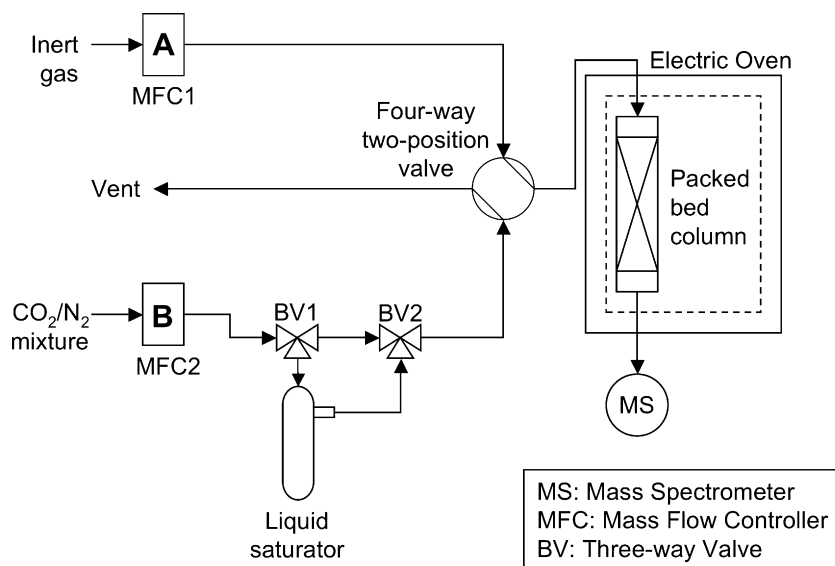 Inert
gas
A
MFC1
Four-way
two-position
valve
Electric Oven
Vent
Packed
bed
column
CO₂/N₂
mixture
B
MFC2
BV1
BV2
MS
Liquid
saturator
MS: Mass Spectrometer
MFC: Mass Flow Controller
BV: Three-way Valve